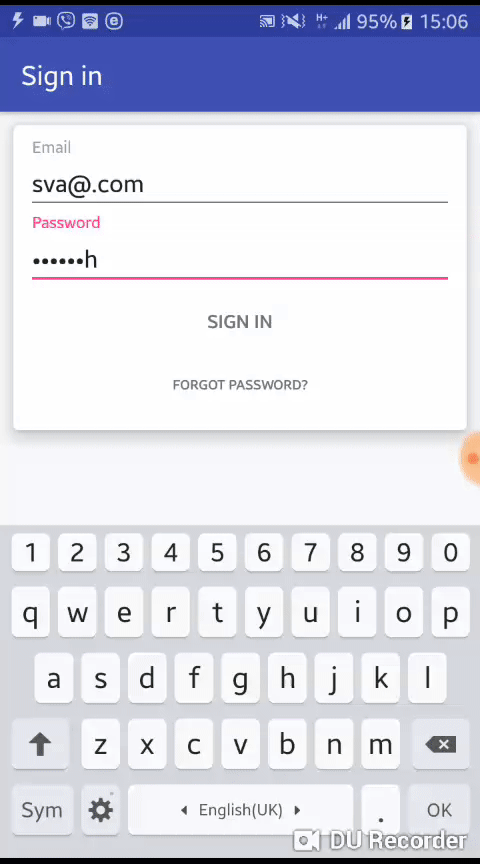 H+ 95% 15:06
Sign in
Email
sva@.com
Password
••••••h
SIGN IN
FORGOT PASSWORD?
1 2 3 4 5 6 7 8 9 0
q w e r t y u i o p
a s d f g h j k l
z x c v b n m
Sym English(UK) . OK
DU Recorder